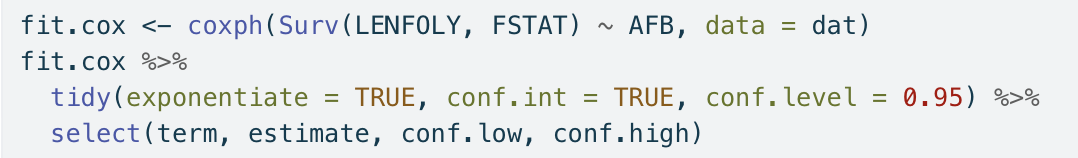 fit.cox <- coxph(Surv(LENFOLY, FSTAT) ~ AFB, data = dat)
fit.cox %>%
  tidy(exponentiate = TRUE, conf.int = TRUE, conf.level = 0.95) %>%
  select(term, estimate, conf.low, conf.high)